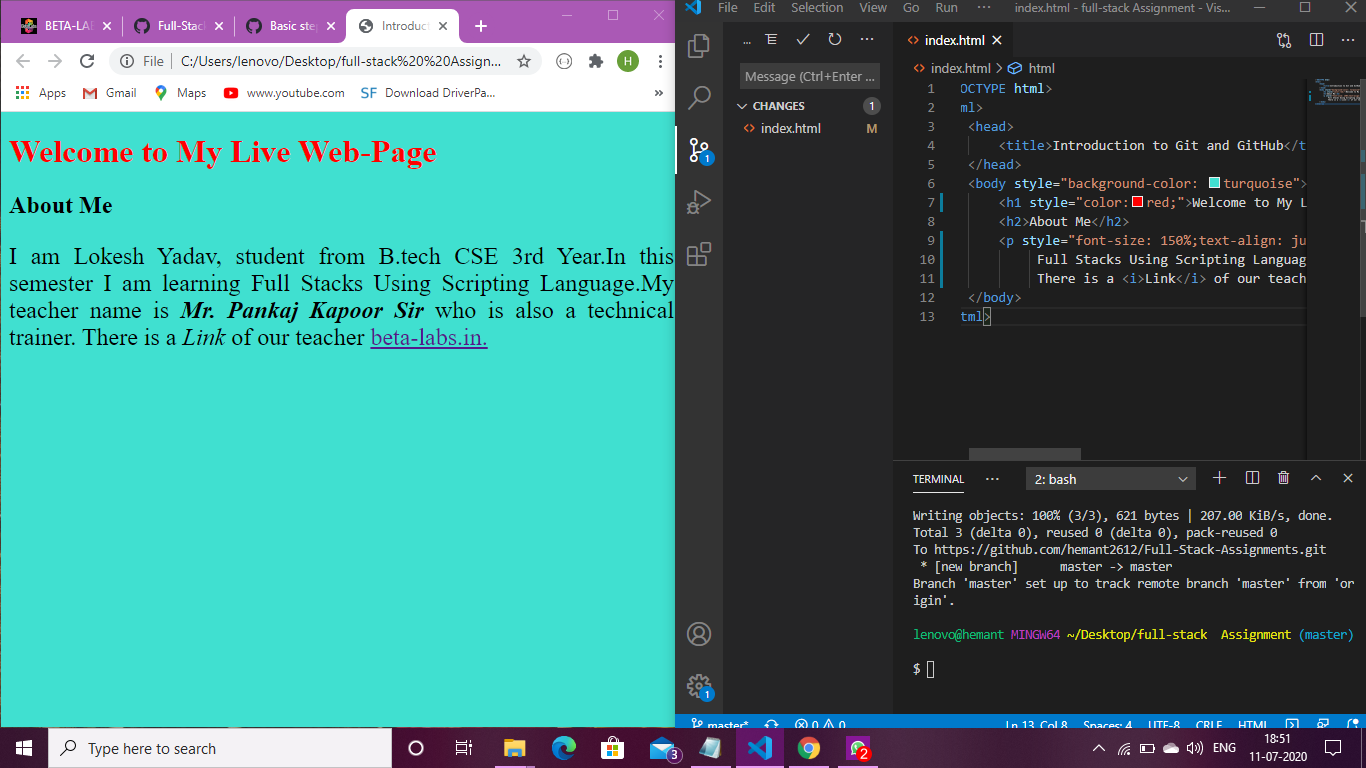 BETA-LA
Full-Stac
Basic ste
Introduc
File
C:/Users/lenovo/Desktop/full-stack%20%20Assign...
H
Apps
Gmail
Maps
www.youtube.com
SF Download DriverPa...
»
Welcome to My Live Web-Page
About Me
I am Lokesh Yadav, student from B.tech CSE 3rd Year.In this
semester I am learning Full Stacks Using Scripting Language.My
teacher name is Mr. Pankaj Kapoor Sir who is also a technical
trainer. There is a Link of our teacher beta-labs.in.
File Edit Selection View Go Run ... index.html - full-stack Assignment - Vis...
Message (Ctrl+Enter ...
CHANGES 1
index.html M
1
1
index.html
index.html > html
1 OCTYPE html>
2 ml>
3 <head>
4 <title>Introduction to Git and GitHub</t
5 </head>
6 <body style="background-color: turquoise">
7 <h1 style="color:red;">Welcome to My L
8 <h2>About Me</h2>
9 <p style="font-size: 150%;text-align: ju
10 Full Stacks Using Scripting Languag
11 There is a <i>Link</i> of our teach
12 </body>
13 tml>
TERMINAL ... 2: bash
Writing objects: 100% (3/3), 621 bytes | 207.00 KiB/s, done.
Total 3 (delta 0), reused 0 (delta 0), pack-reused 0
To https://github.com/hemant2612/Full-Stack-Assignments.git
* [new branch] master -> master
Branch 'master' set up to track remote branch 'master' from 'or
igin'.
lenovo@hemant MINGW64 ~/Desktop/full-stack  Assignment (master)
$
master* 0 0 Ln 13, Col 8 Spaces: 4 UTF-8 CRLF HTML
Type here to search
3
2
ENG
18:51
11-07-2020